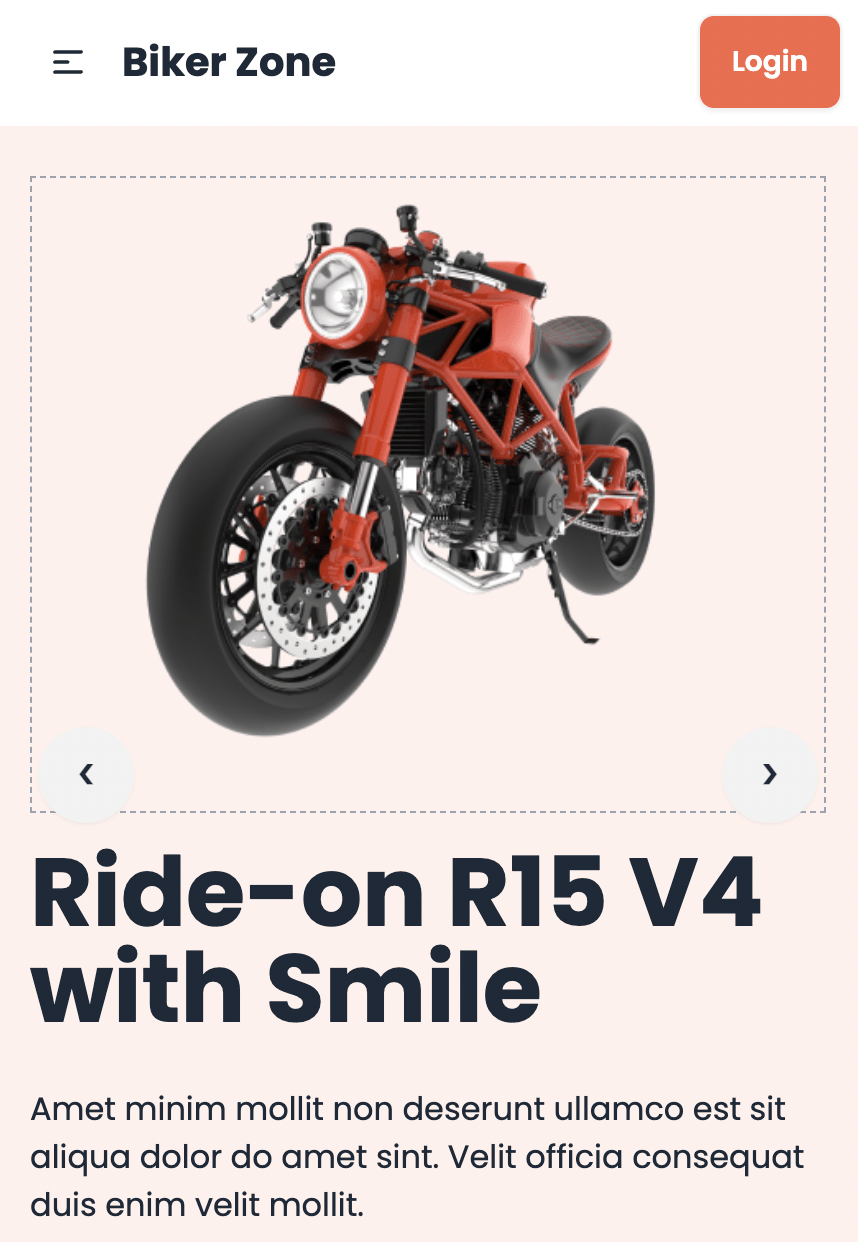 Biker Zone
Login
❮
❯
Ride-on R15 V4
with Smile
Amet minim mollit non deserunt ullamco est sit
aliqua dolor do amet sint. Velit officia consequat
duis enim velit mollit.